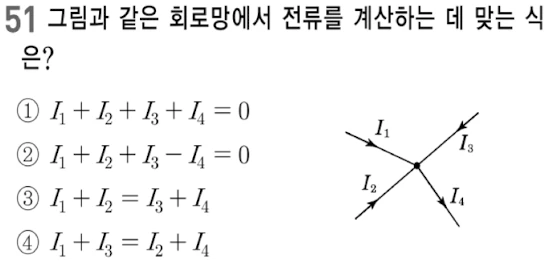 51 그림과 같은 회로망에서 전류를 계산하는 데 맞는 식
은?
① I₁ + I₂ + I₃ + I₄ = 0
② I₁ + I₂ + I₃ − I₄ = 0
③ I₁ + I₂ = I₃ + I₄
④ I₁ + I₃ = I₂ + I₄
I₁
I₃
I₂
I₄